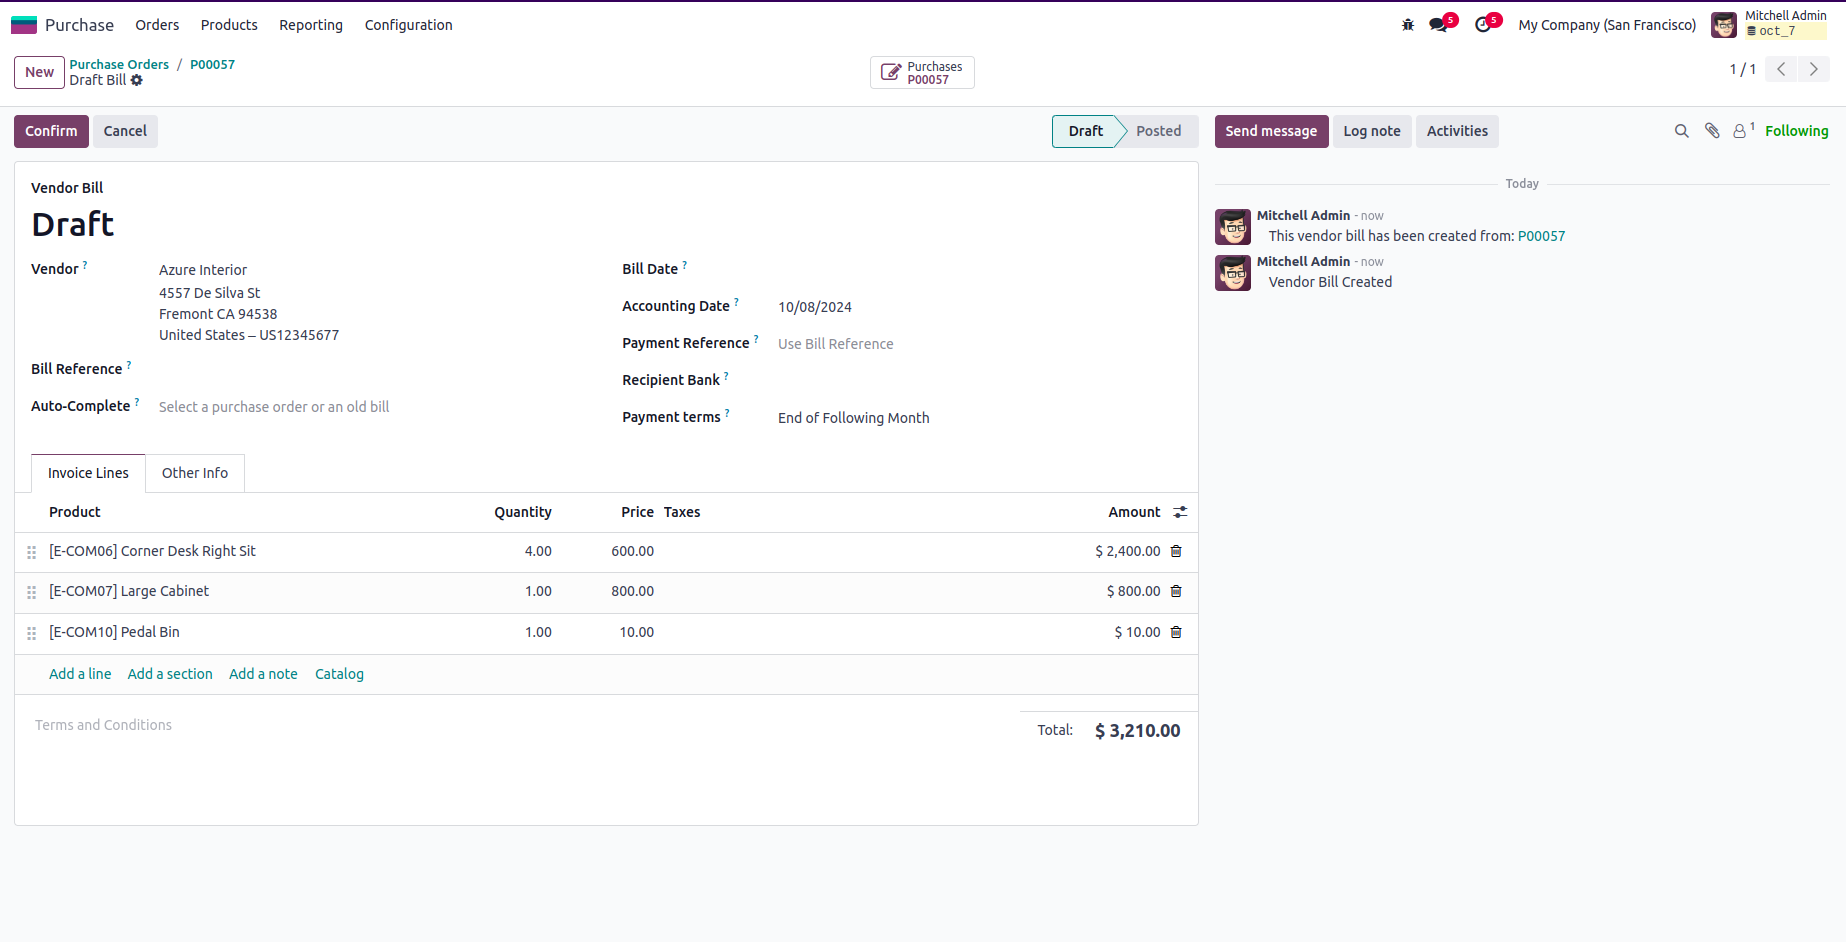 Purchase Orders Products Reporting Configuration 5 5 My Company (San Francisco) Mitchell Admin
oct_7
New Purchase Orders / P00057
Draft Bill
Purchases
P00057
1 / 1
Confirm Cancel Draft Posted Send message Log note Activities 1 Following
Vendor Bill
Draft
Vendor ? Azure Interior
4557 De Silva St
Fremont CA 94538
United States – US12345677
Bill Reference ?
Auto-Complete ? Select a purchase order or an old bill
Bill Date ?
Accounting Date ? 10/08/2024
Payment Reference ? Use Bill Reference
Recipient Bank ?
Payment terms ? End of Following Month
Invoice Lines Other Info
Product Quantity Price Taxes Amount
[E-COM06] Corner Desk Right Sit 4.00 600.00 $ 2,400.00
[E-COM07] Large Cabinet 1.00 800.00 $ 800.00
[E-COM10] Pedal Bin 1.00 10.00 $ 10.00
Add a line Add a section Add a note Catalog
Terms and Conditions
Total: $ 3,210.00
Today
Mitchell Admin - now
This vendor bill has been created from: P00057
Mitchell Admin - now
Vendor Bill Created